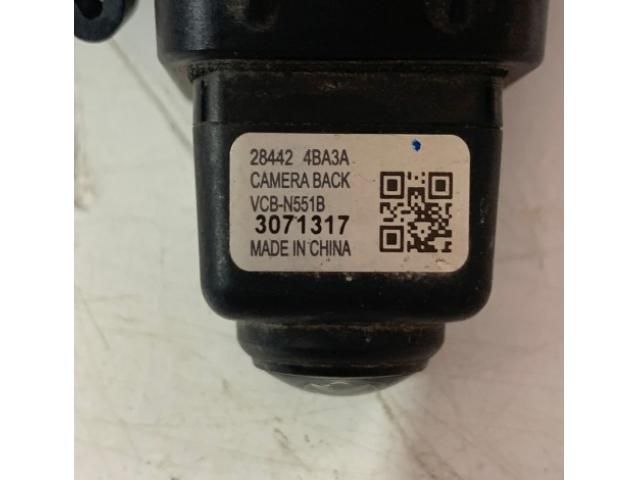 28442 4BA3A
CAMERA BACK
VCB-N551B
3071317
MADE IN CHINA